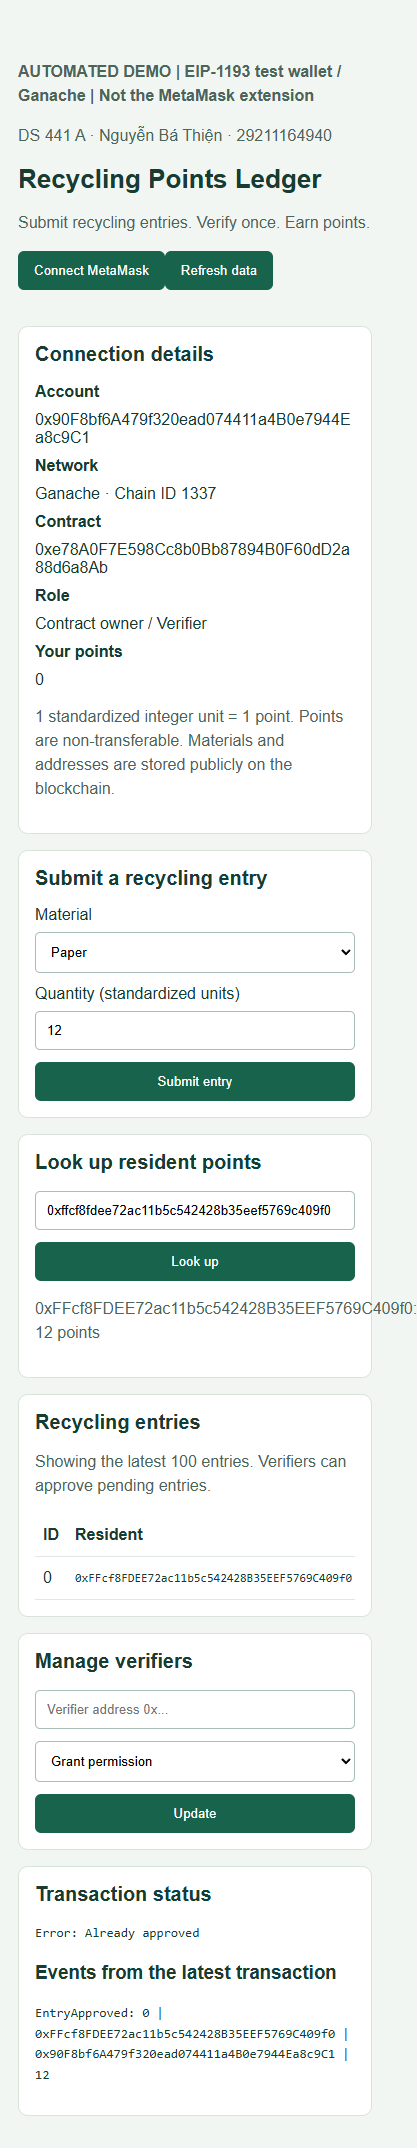 AUTOMATED DEMO | EIP-1193 test wallet /
Ganache | Not the MetaMask extension
DS 441 A · Nguyễn Bá Thiện · 29211164940
Recycling Points Ledger
Submit recycling entries. Verify once. Earn points.
Connect MetaMask Refresh data
Connection details
Account
0x90F8bf6A479f320ead074411a4B0e7944E
a8c9C1
Network
Ganache · Chain ID 1337
Contract
0xe78A0F7E598Cc8b0Bb87894B0F60dD2a
88d6a8Ab
Role
Contract owner / Verifier
Your points
0
1 standardized integer unit = 1 point. Points
are non-transferable. Materials and
addresses are stored publicly on the
blockchain.
Submit a recycling entry
Material
Paper
Quantity (standardized units)
12
Submit entry
Look up resident points
0xffcf8fdee72ac11b5c542428b35eef5769c409f0
Look up
0xFFcf8FDEE72ac11b5c542428B35EEF5769C409f0:
12 points
Recycling entries
Showing the latest 100 entries. Verifiers can
approve pending entries.
ID Resident
0 0xFFcf8FDEE72ac11b5c542428B35EEF5769C409f0
Manage verifiers
Verifier address 0x...
Grant permission
Update
Transaction status
Error: Already approved
Events from the latest transaction
EntryApproved: 0 |
0xFFcf8FDEE72ac11b5c542428B35EEF5769C409f0 |
0x90F8bf6A479f320ead074411a4B0e7944Ea8c9C1 |
12